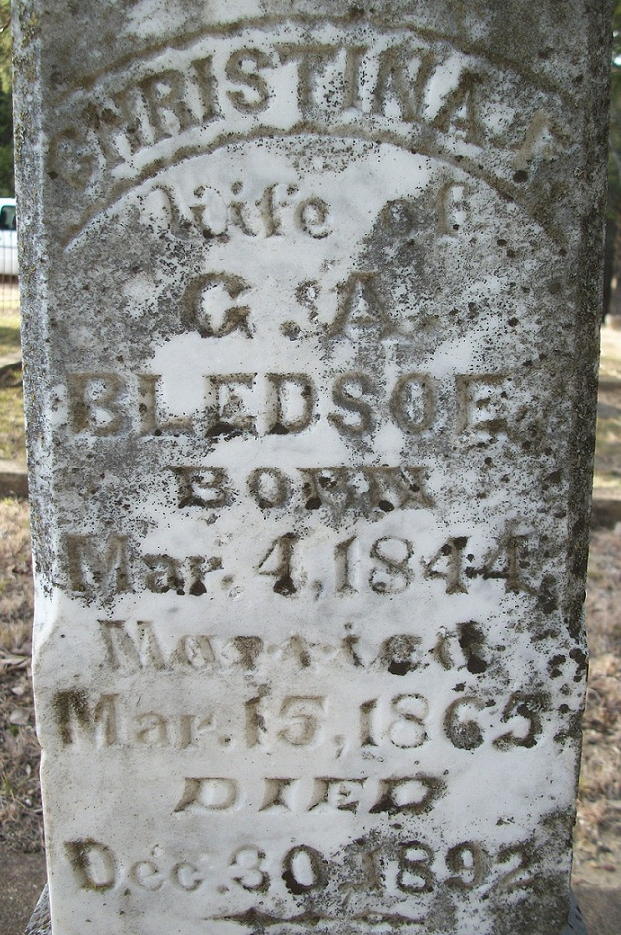 CHRISTINA
Wife of
G. A.
BLEDSOE
BORN
Mar. 4, 1844
Married
Mar. 15, 1865
DIED
Dec. 30, 1892